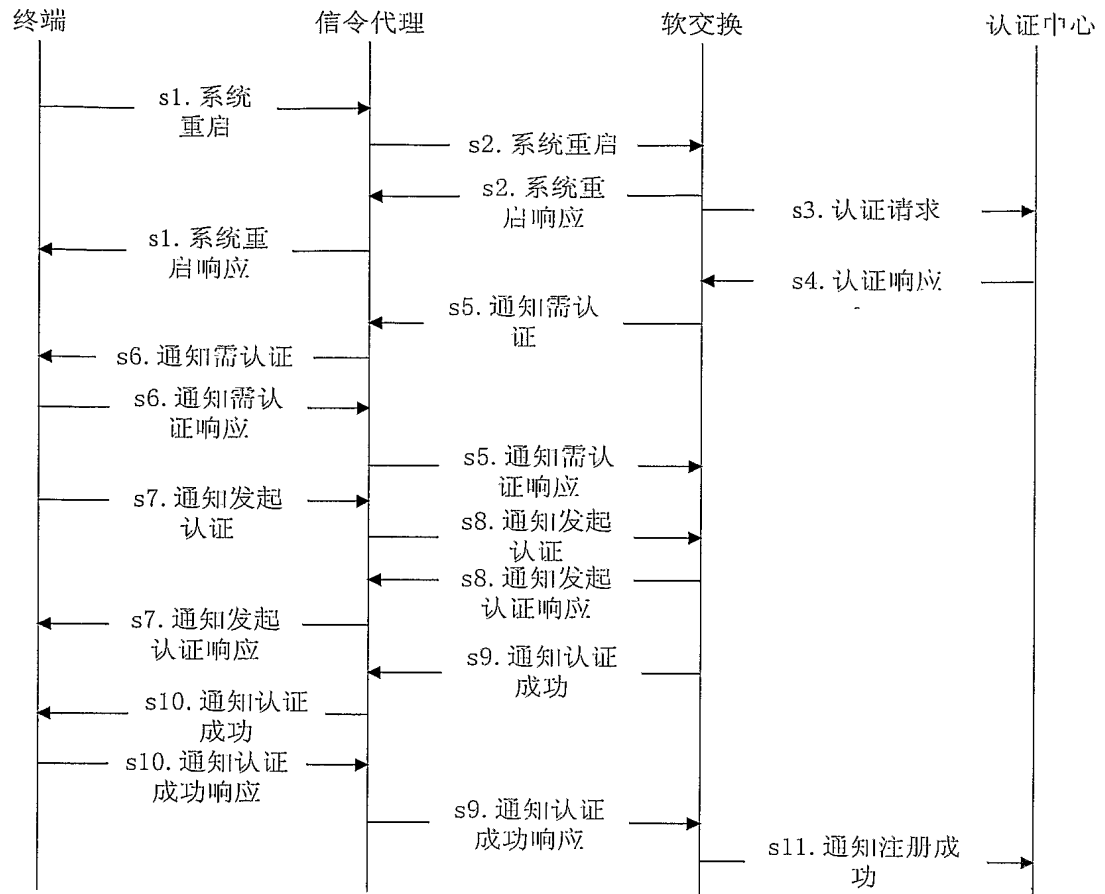 终端
信令代理
软交换
认证中心
s1.系统
重启
s2.系统重启
s2.系统重
启响应
s3.认证请求
s1.系统重
启响应
s4.认证响应
s5.通知需认
证
s6.通知需认证
s6.通知需认
证响应
s5.通知需认
证响应
s7.通知发起
认证
s8.通知发起
认证
s8.通知发起
认证响应
s7.通知发起
认证响应
s9.通知认证
成功
s10.通知认证
成功
s10.通知认证
成功响应
s9.通知认证
成功响应
s11.通知注册成
功